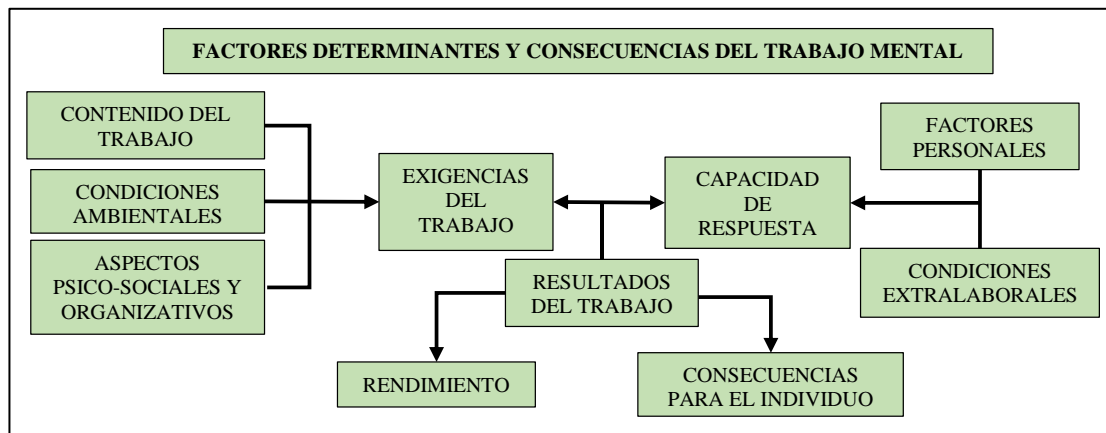 FACTORES DETERMINANTES Y CONSECUENCIAS DEL TRABAJO MENTAL
CONTENIDO DEL
TRABAJO
CONDICIONES
AMBIENTALES
ASPECTOS
PSICO-SOCIALES Y
ORGANIZATIVOS
EXIGENCIAS
DEL
TRABAJO
CAPACIDAD
DE
RESPUESTA
FACTORES
PERSONALES
CONDICIONES
EXTRALABORALES
RESULTADOS
DEL TRABAJO
RENDIMIENTO
CONSECUENCIAS
PARA EL INDIVIDUO